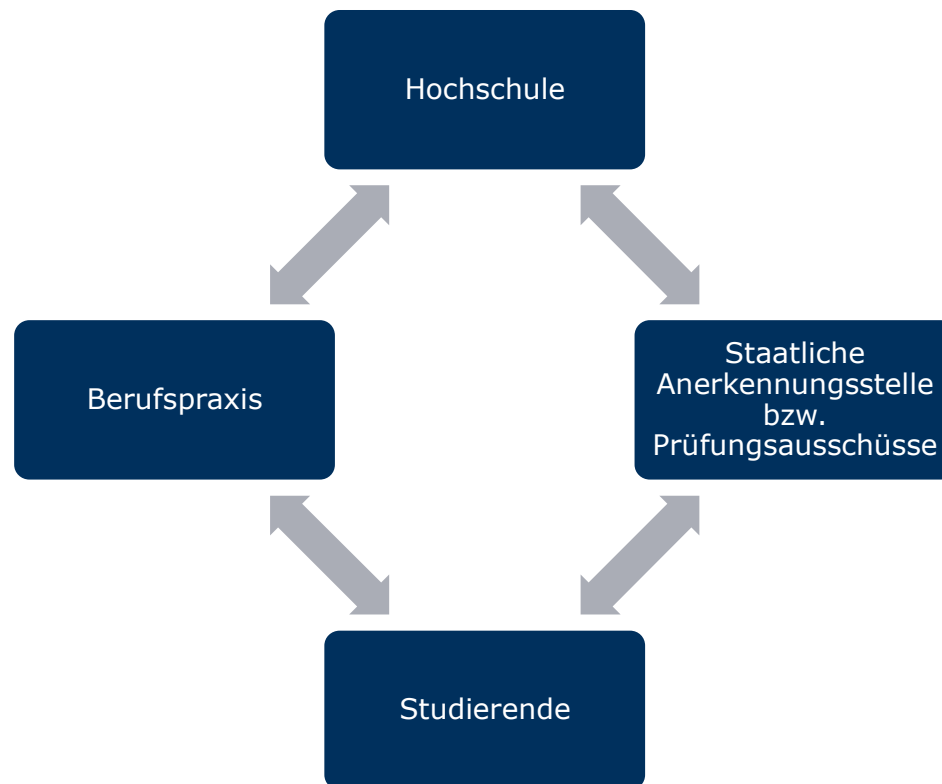 Hochschule
Berufspraxis
Staatliche
Anerkennungsstelle
bzw.
Prüfungsausschüsse
Studierende